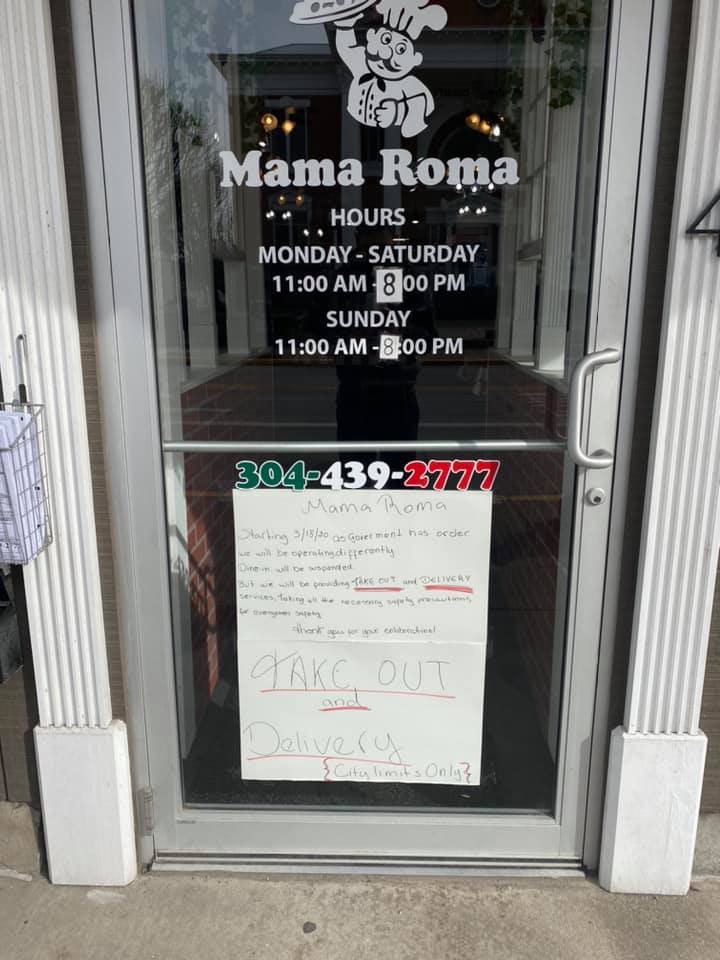 Mama Roma
HOURS
MONDAY - SATURDAY
11:00 AM - 8:00 PM
SUNDAY
11:00 AM - 8:00 PM
304-439-2777
Mama Roma
Starting 3/18/20 as Goverment has order
we will be operating differently
Dine-in will be suspended.
But we will be providing TAKE OUT and DELIVERY
services, Taking all the necessary safety precautions
for everyones safety
Thank you for your collaboration!
TAKE OUT
and
Delivery
{City limits Only}